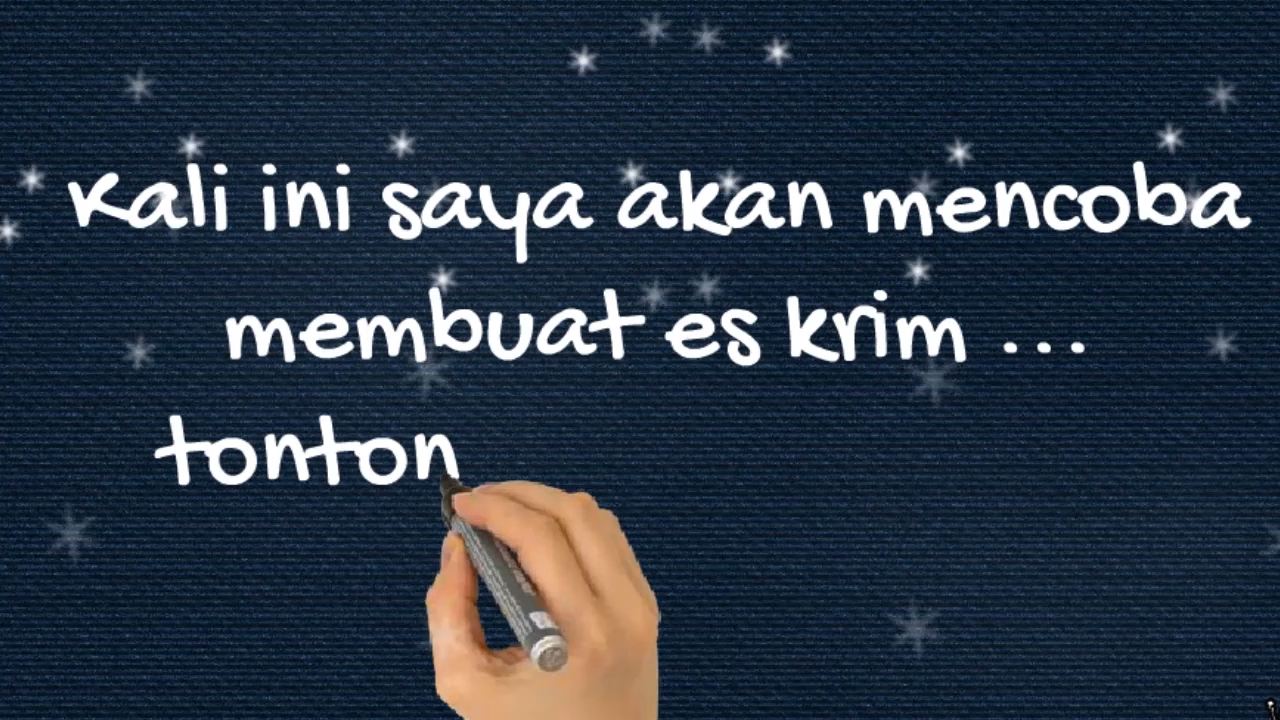 Kali ini saya akan mencoba
membuat es krim ...
tonton